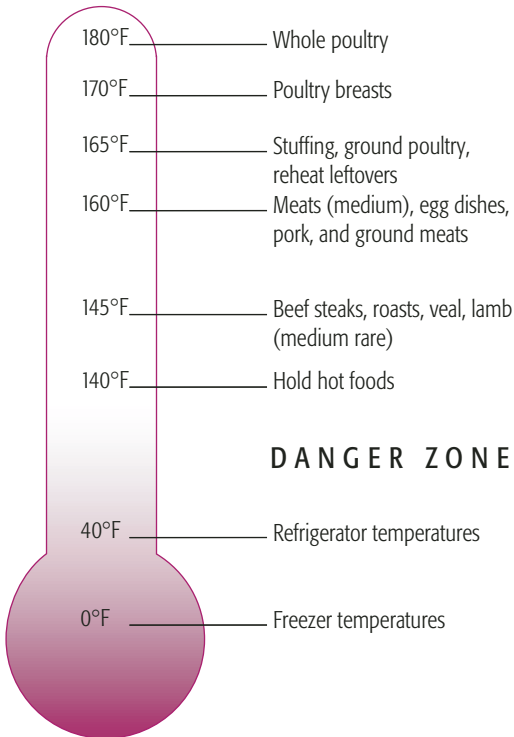 180°F Whole poultry
170°F Poultry breasts
165°F Stuffing, ground poultry,
reheat leftovers
160°F Meats (medium), egg dishes,
pork, and ground meats
145°F Beef steaks, roasts, veal, lamb
(medium rare)
140°F Hold hot foods
DANGER ZONE
40°F Refrigerator temperatures
0°F Freezer temperatures